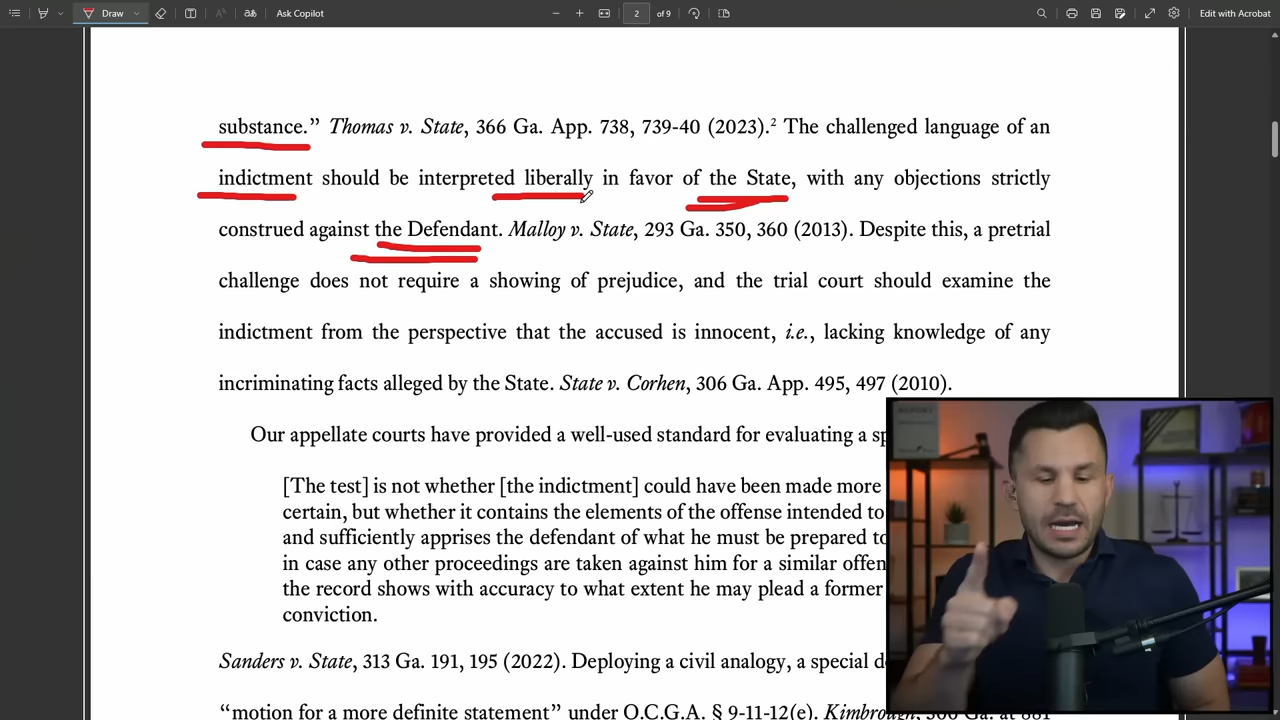 Draw
Ask Copilot
2 of 9
Edit with Acrobat
substance.” Thomas v. State, 366 Ga. App. 738, 739-40 (2023).² The challenged language of an
indictment should be interpreted liberally in favor of the State, with any objections strictly
construed against the Defendant. Malloy v. State, 293 Ga. 350, 360 (2013). Despite this, a pretrial
challenge does not require a showing of prejudice, and the trial court should examine the
indictment from the perspective that the accused is innocent, i.e., lacking knowledge of any
incriminating facts alleged by the State. State v. Corhen, 306 Ga. App. 495, 497 (2010).
Our appellate courts have provided a well-used standard for evaluating a
[The test] is not whether [the indictment] could have been made more
certain, but whether it contains the elements of the offense intended to
and sufficiently apprises the defendant of what he must be prepared to
in case any other proceedings are taken against him for a similar
the record shows with accuracy to what extent he may plead a former
conviction.
Sanders v. State, 313 Ga. 191, 195 (2022). Deploying a civil analogy, a special
“motion for a more definite statement” under O.C.G.A. § 9-11-12(e). Kimbrough, 300 Ga. at 881